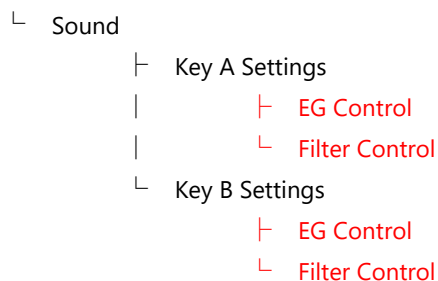 └ Sound
├ Key A Settings
│ ├ EG Control
│ └ Filter Control
└ Key B Settings
├ EG Control
└ Filter Control